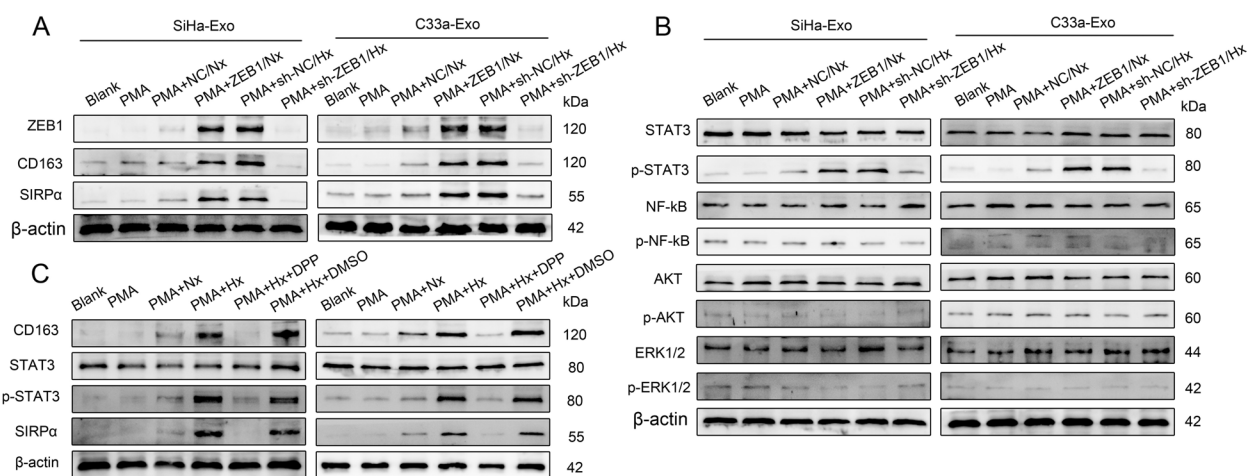 A
SiHa-Exo
C33a-Exo
Blank
PMA
PMA+NC/Nx
PMA+ZEB1/Nx
PMA+sh-NC/Hx
PMA+sh-ZEB1/Hx
Blank
PMA
PMA+NC/Nx
PMA+ZEB1/Nx
PMA+sh-NC/Hx
PMA+sh-ZEB1/Hx
kDa
ZEB1
120
CD163
120
SIRPα
55
β-actin
42
B
SiHa-Exo
C33a-Exo
Blank
PMA
PMA+NC/Nx
PMA+ZEB1/Nx
PMA+sh-NC/Hx
PMA+sh-ZEB1/Hx
Blank
PMA
PMA+NC/Nx
PMA+ZEB1/Nx
PMA+sh-NC/Hx
PMA+sh-ZEB1/Hx
kDa
STAT3
80
p-STAT3
80
NF-kB
65
p-NF-kB
65
AKT
60
p-AKT
60
ERK1/2
44
p-ERK1/2
42
β-actin
42
C
Blank
PMA
PMA+Nx
PMA+Hx
PMA+Hx+DPP
PMA+Hx+DMSO
Blank
PMA
PMA+Nx
PMA+Hx
PMA+Hx+DPP
PMA+Hx+DMSO
kDa
CD163
120
STAT3
80
p-STAT3
80
SIRPα
55
β-actin
42